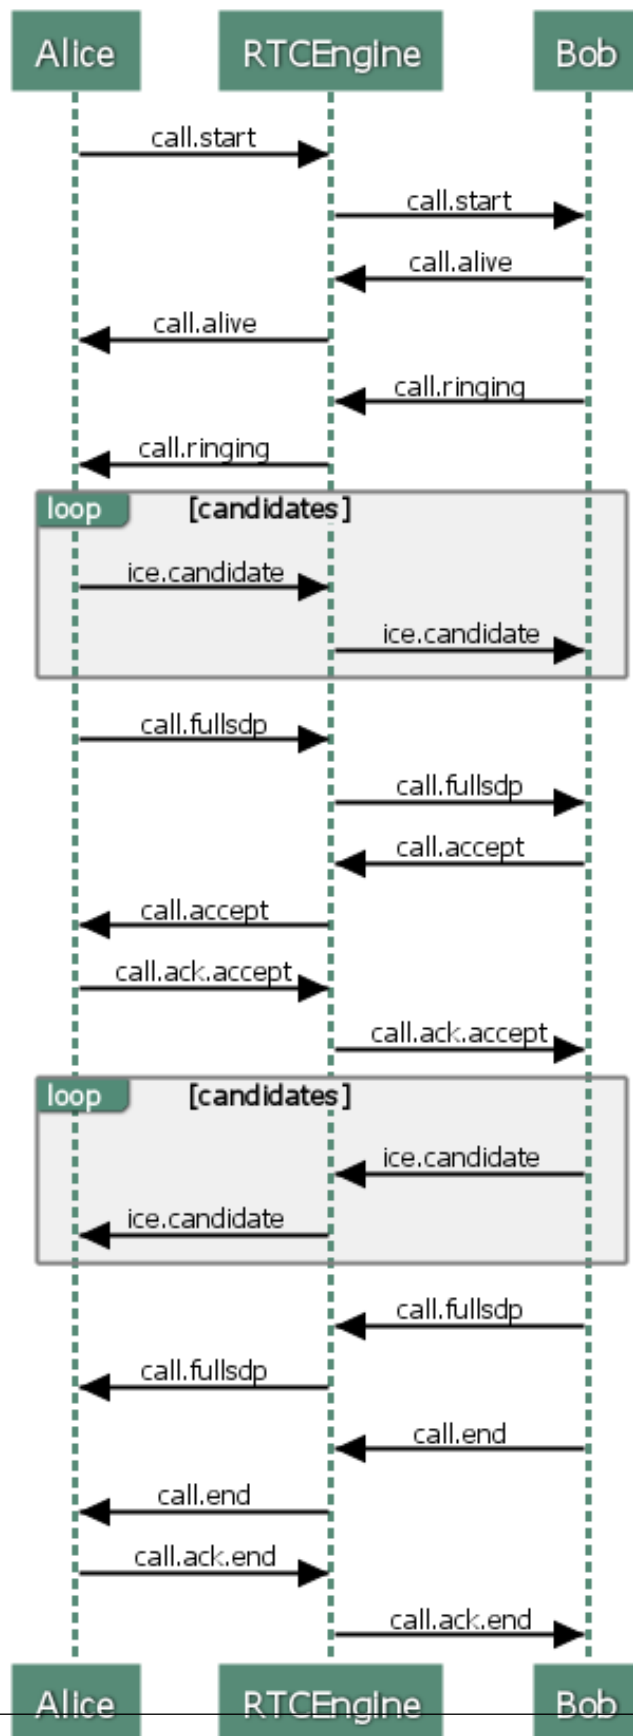 Alice RTCEngine Bob
call.start
call.start
call.alive
call.alive
call.ringing
call.ringing
loop [candidates]
ice.candidate
ice.candidate
call.fullsdp
call.fullsdp
call.accept
call.accept
call.ack.accept
call.ack.accept
loop [candidates]
ice.candidate
ice.candidate
call.fullsdp
call.fullsdp
call.end
call.end
call.ack.end
call.ack.end
Alice RTCEngine Bob